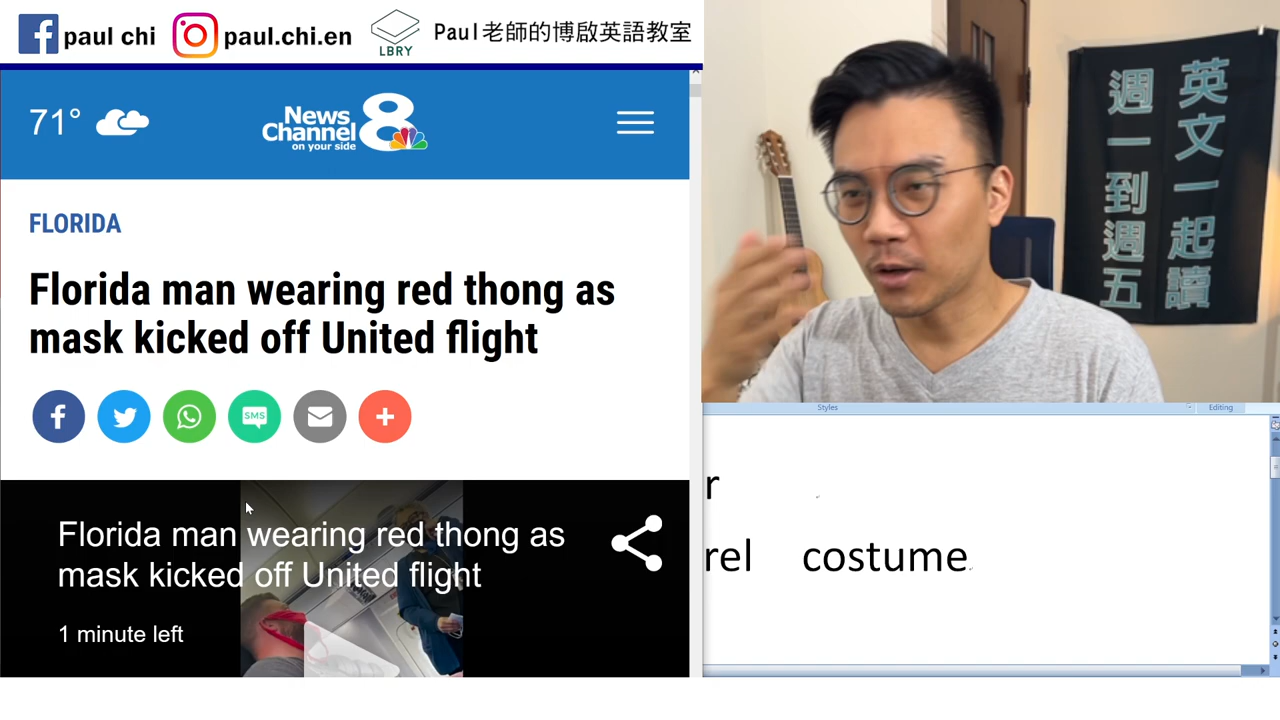 paul chi
paul.chi.en
LBRY
Paul老師的博啟英語教室
71°
News
Channel 8
on your side
FLORIDA
Florida man wearing red thong as
mask kicked off United flight
SMS
Florida man wearing red thong as
mask kicked off United flight
1 minute left
英文一起讀
週一到週五
Styles
Editing
r
rel costume